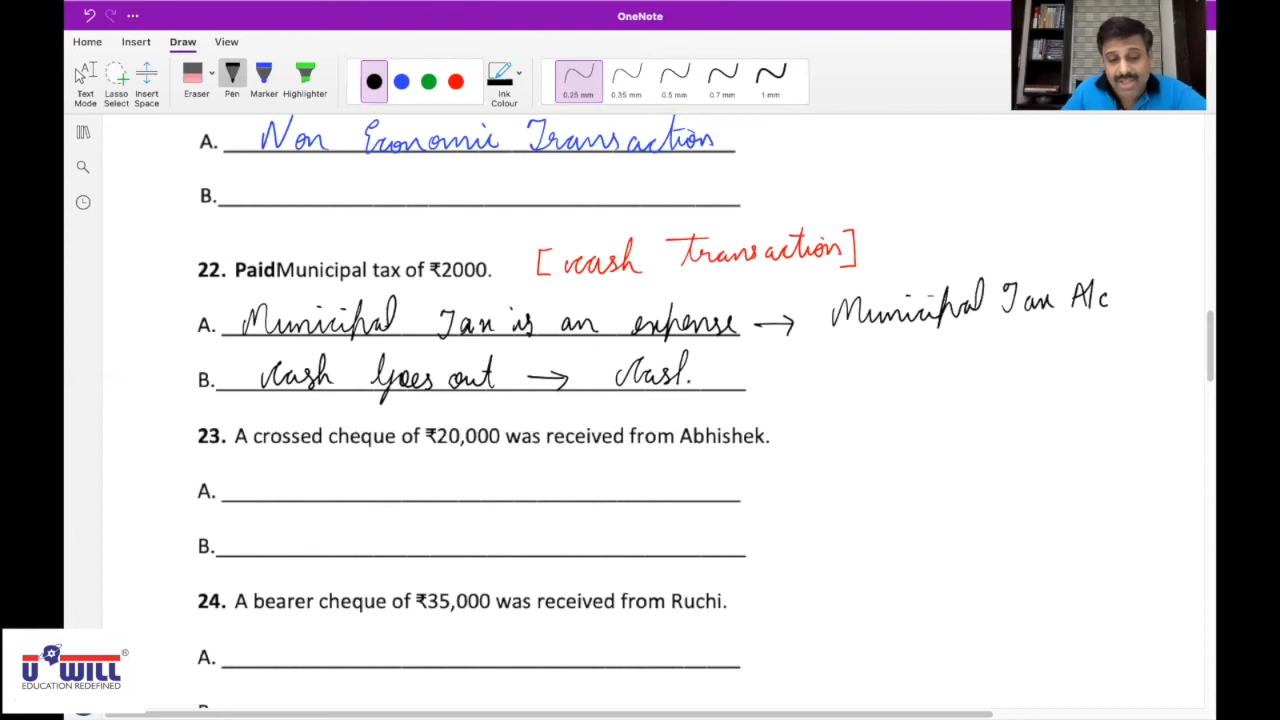 OneNote
Home Insert Draw View
Text Mode Lasso Select Insert Space Eraser Pen Marker Highlighter Ink Colour 0.25 mm 0.35 mm 0.5 mm 0.7 mm 1 mm
A. Non Economic Transaction
B.
[cash transaction]
22. PaidMunicipal tax of ₹2000.
A. Municipal Tax is an expense → Municipal Tax A/c
B. Cash goes out → Cash.
23. A crossed cheque of ₹20,000 was received from Abhishek.
A.
B.
24. A bearer cheque of ₹35,000 was received from Ruchi.
A.
U WILL ®
EDUCATION REDEFINED